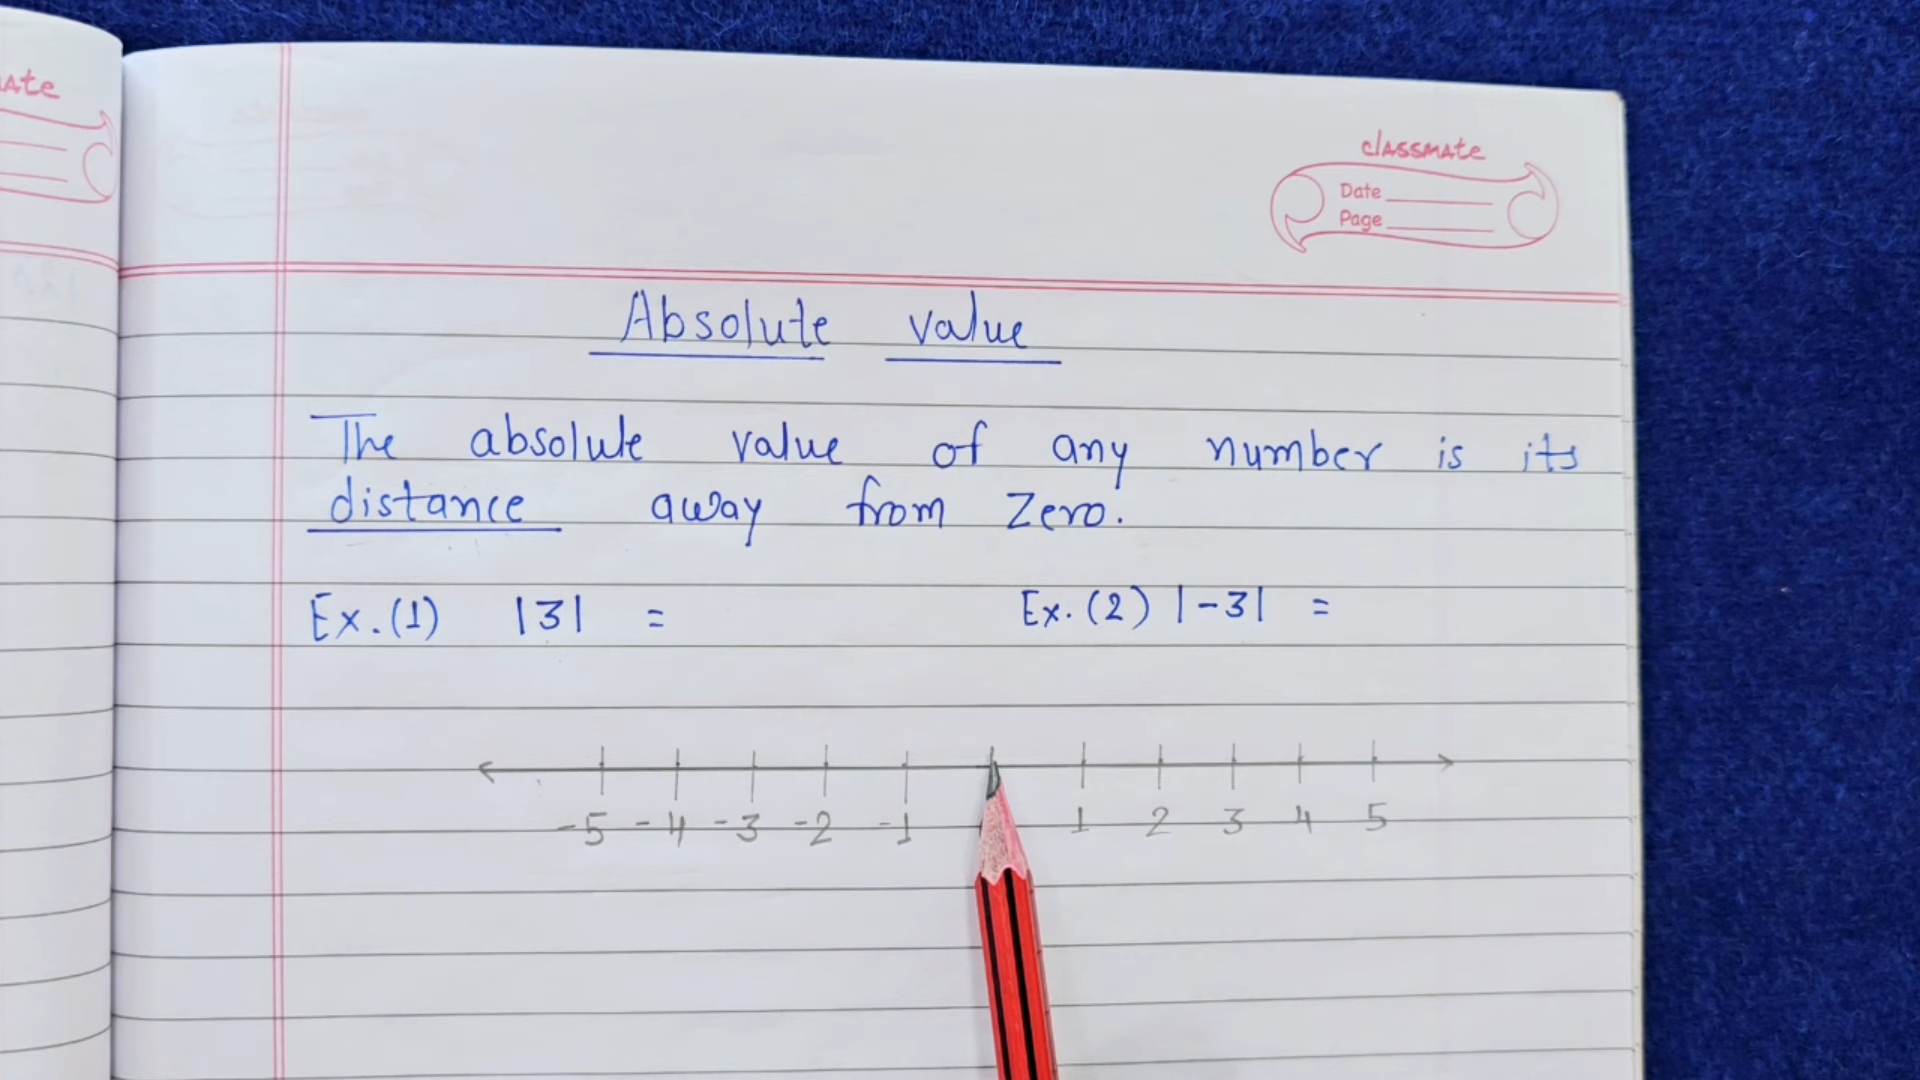 ate
classmate
Date
Page
Absolute value
The absolute value of any number is its
distance away from zero.
Ex.(1) |3| =
Ex.(2) |-3| =
-5 -4 -3 -2 -1 1 2 3 4 5